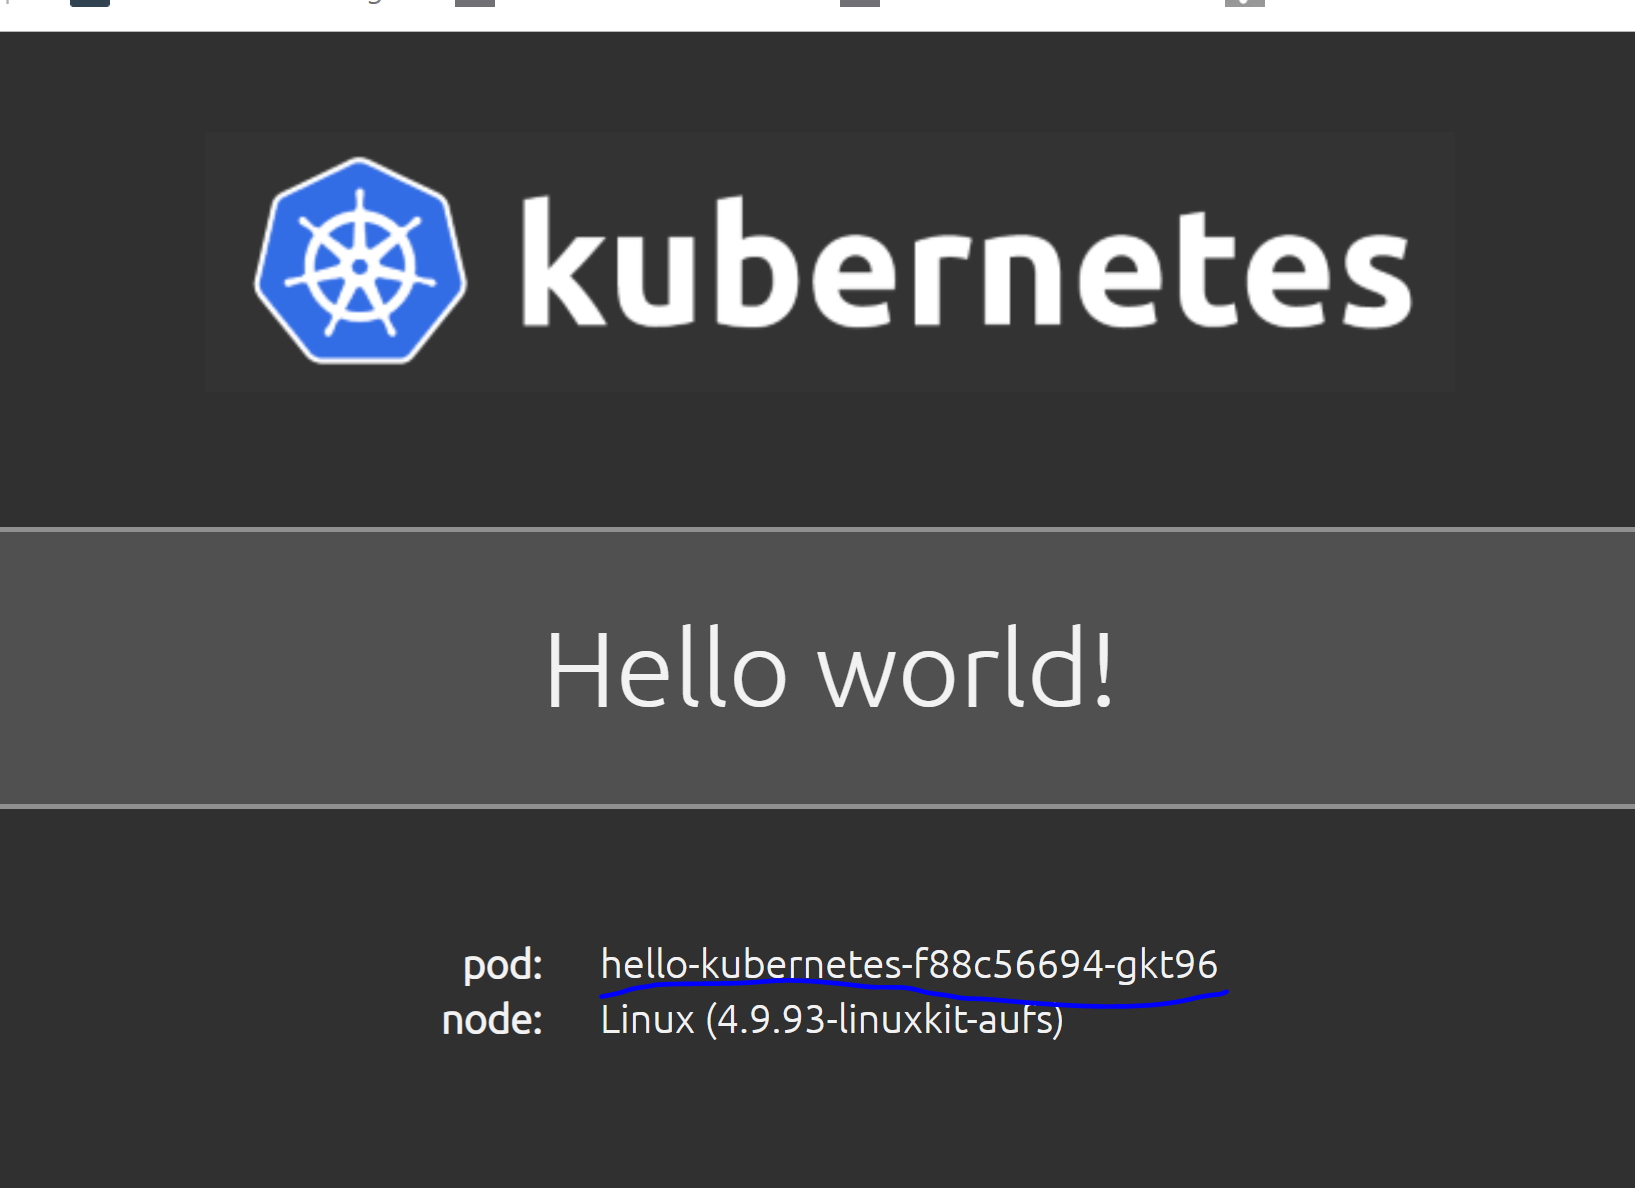 kubernetes
Hello world!
pod: hello-kubernetes-f88c56694-gkt96
node: Linux (4.9.93-linuxkit-aufs)